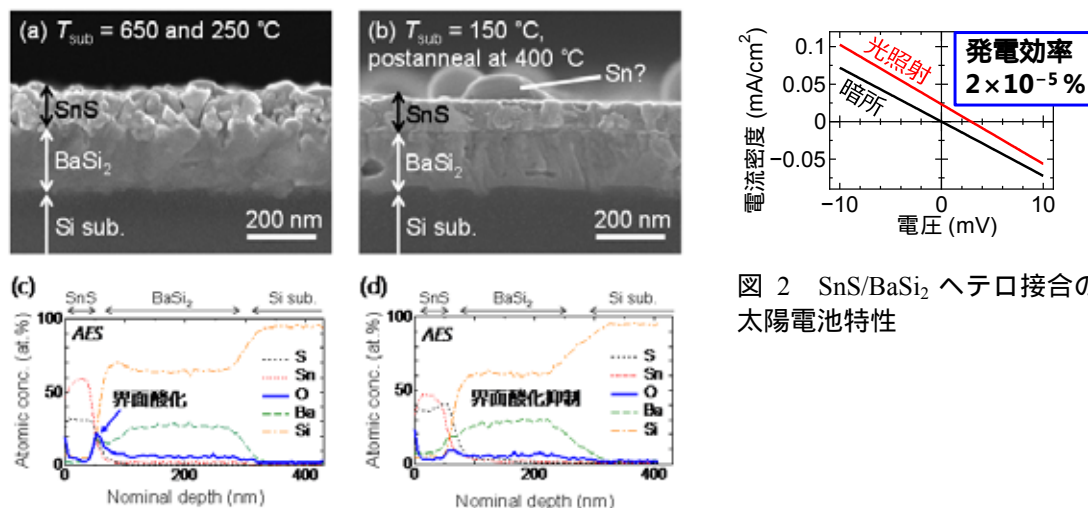 (a) Tsub = 650 and 250 °C
SnS
BaSi₂
Si sub.
200 nm
(b) Tsub = 150 °C,
postanneal at 400 °C
Sn?
SnS
BaSi₂
Si sub.
200 nm
(c)
SnS BaSi₂ Si sub.
AES
S
Sn
O
Ba
Si
界面酸化
Atomic conc. (at.%)
100
50
0
0 200 400
Nominal depth (nm)
(d)
SnS BaSi₂ Si sub.
AES
S
Sn
O
Ba
Si
界面酸化抑制
Atomic conc. (at.%)
100
50
0
0 200 400
Nominal depth (nm)
発電効率
2×10⁻⁵ %
光照射
暗所
電流密度 (mA/cm²)
0.1
0.05
0
−0.05
−10 0 10
電圧 (mV)
図 2 SnS/BaSi₂ ヘテロ接合の
太陽電池特性